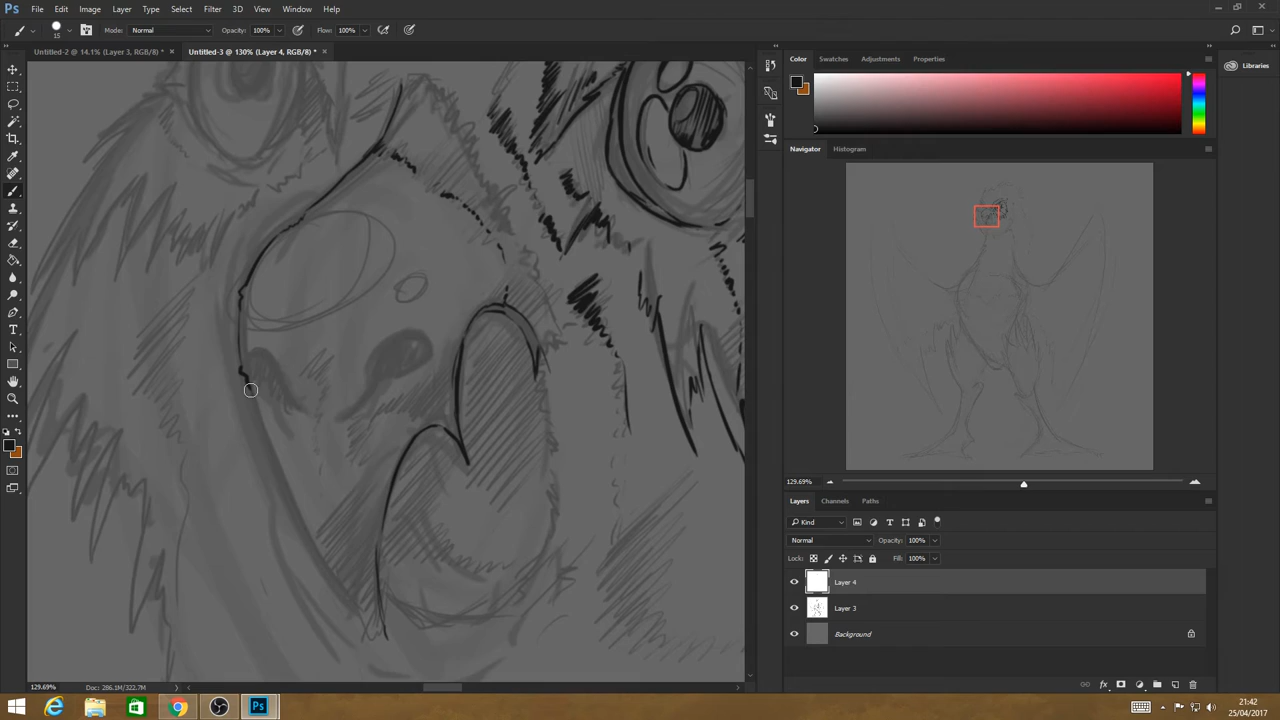 Ps File Edit Image Layer Type Select Filter 3D View Window Help
15 Mode: Normal Opacity: 100% Flow: 100%
Untitled-2 @ 14.1% (Layer 3, RGB/8) * × Untitled-3 @ 130% (Layer 4, RGB/8) * ×
Color Swatches Adjustments Properties
Libraries
Navigator Histogram
129.69%
Layers Channels Paths
Kind
Normal Opacity: 100%
Lock: Fill: 100%
Layer 4
Layer 3
Background
129.69% Doc: 286.1M/322.7M
Ps
21:42
25/04/2017